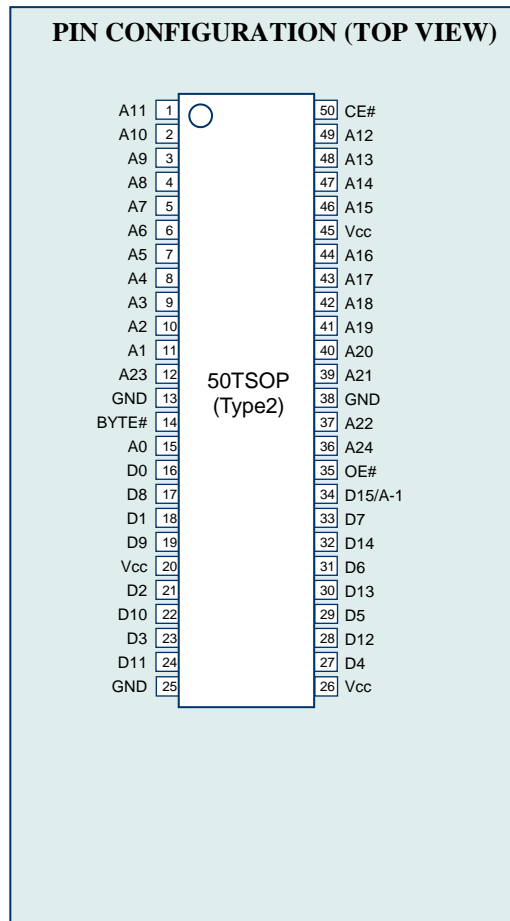 PIN CONFIGURATION (TOP VIEW)
A11 1 50 CE#
A10 2 49 A12
A9 3 48 A13
A8 4 47 A14
A7 5 46 A15
A6 6 45 Vcc
A5 7 44 A16
A4 8 43 A17
A3 9 42 A18
A2 10 41 A19
A1 11 40 A20
A23 12 39 A21
GND 13 38 GND
BYTE# 14 37 A22
A0 15 36 A24
D0 16 35 OE#
D8 17 34 D15/A-1
D1 18 33 D7
D9 19 32 D14
Vcc 20 31 D6
D2 21 30 D13
D10 22 29 D5
D3 23 28 D12
D11 24 27 D4
GND 25 26 Vcc
50TSOP
(Type2)